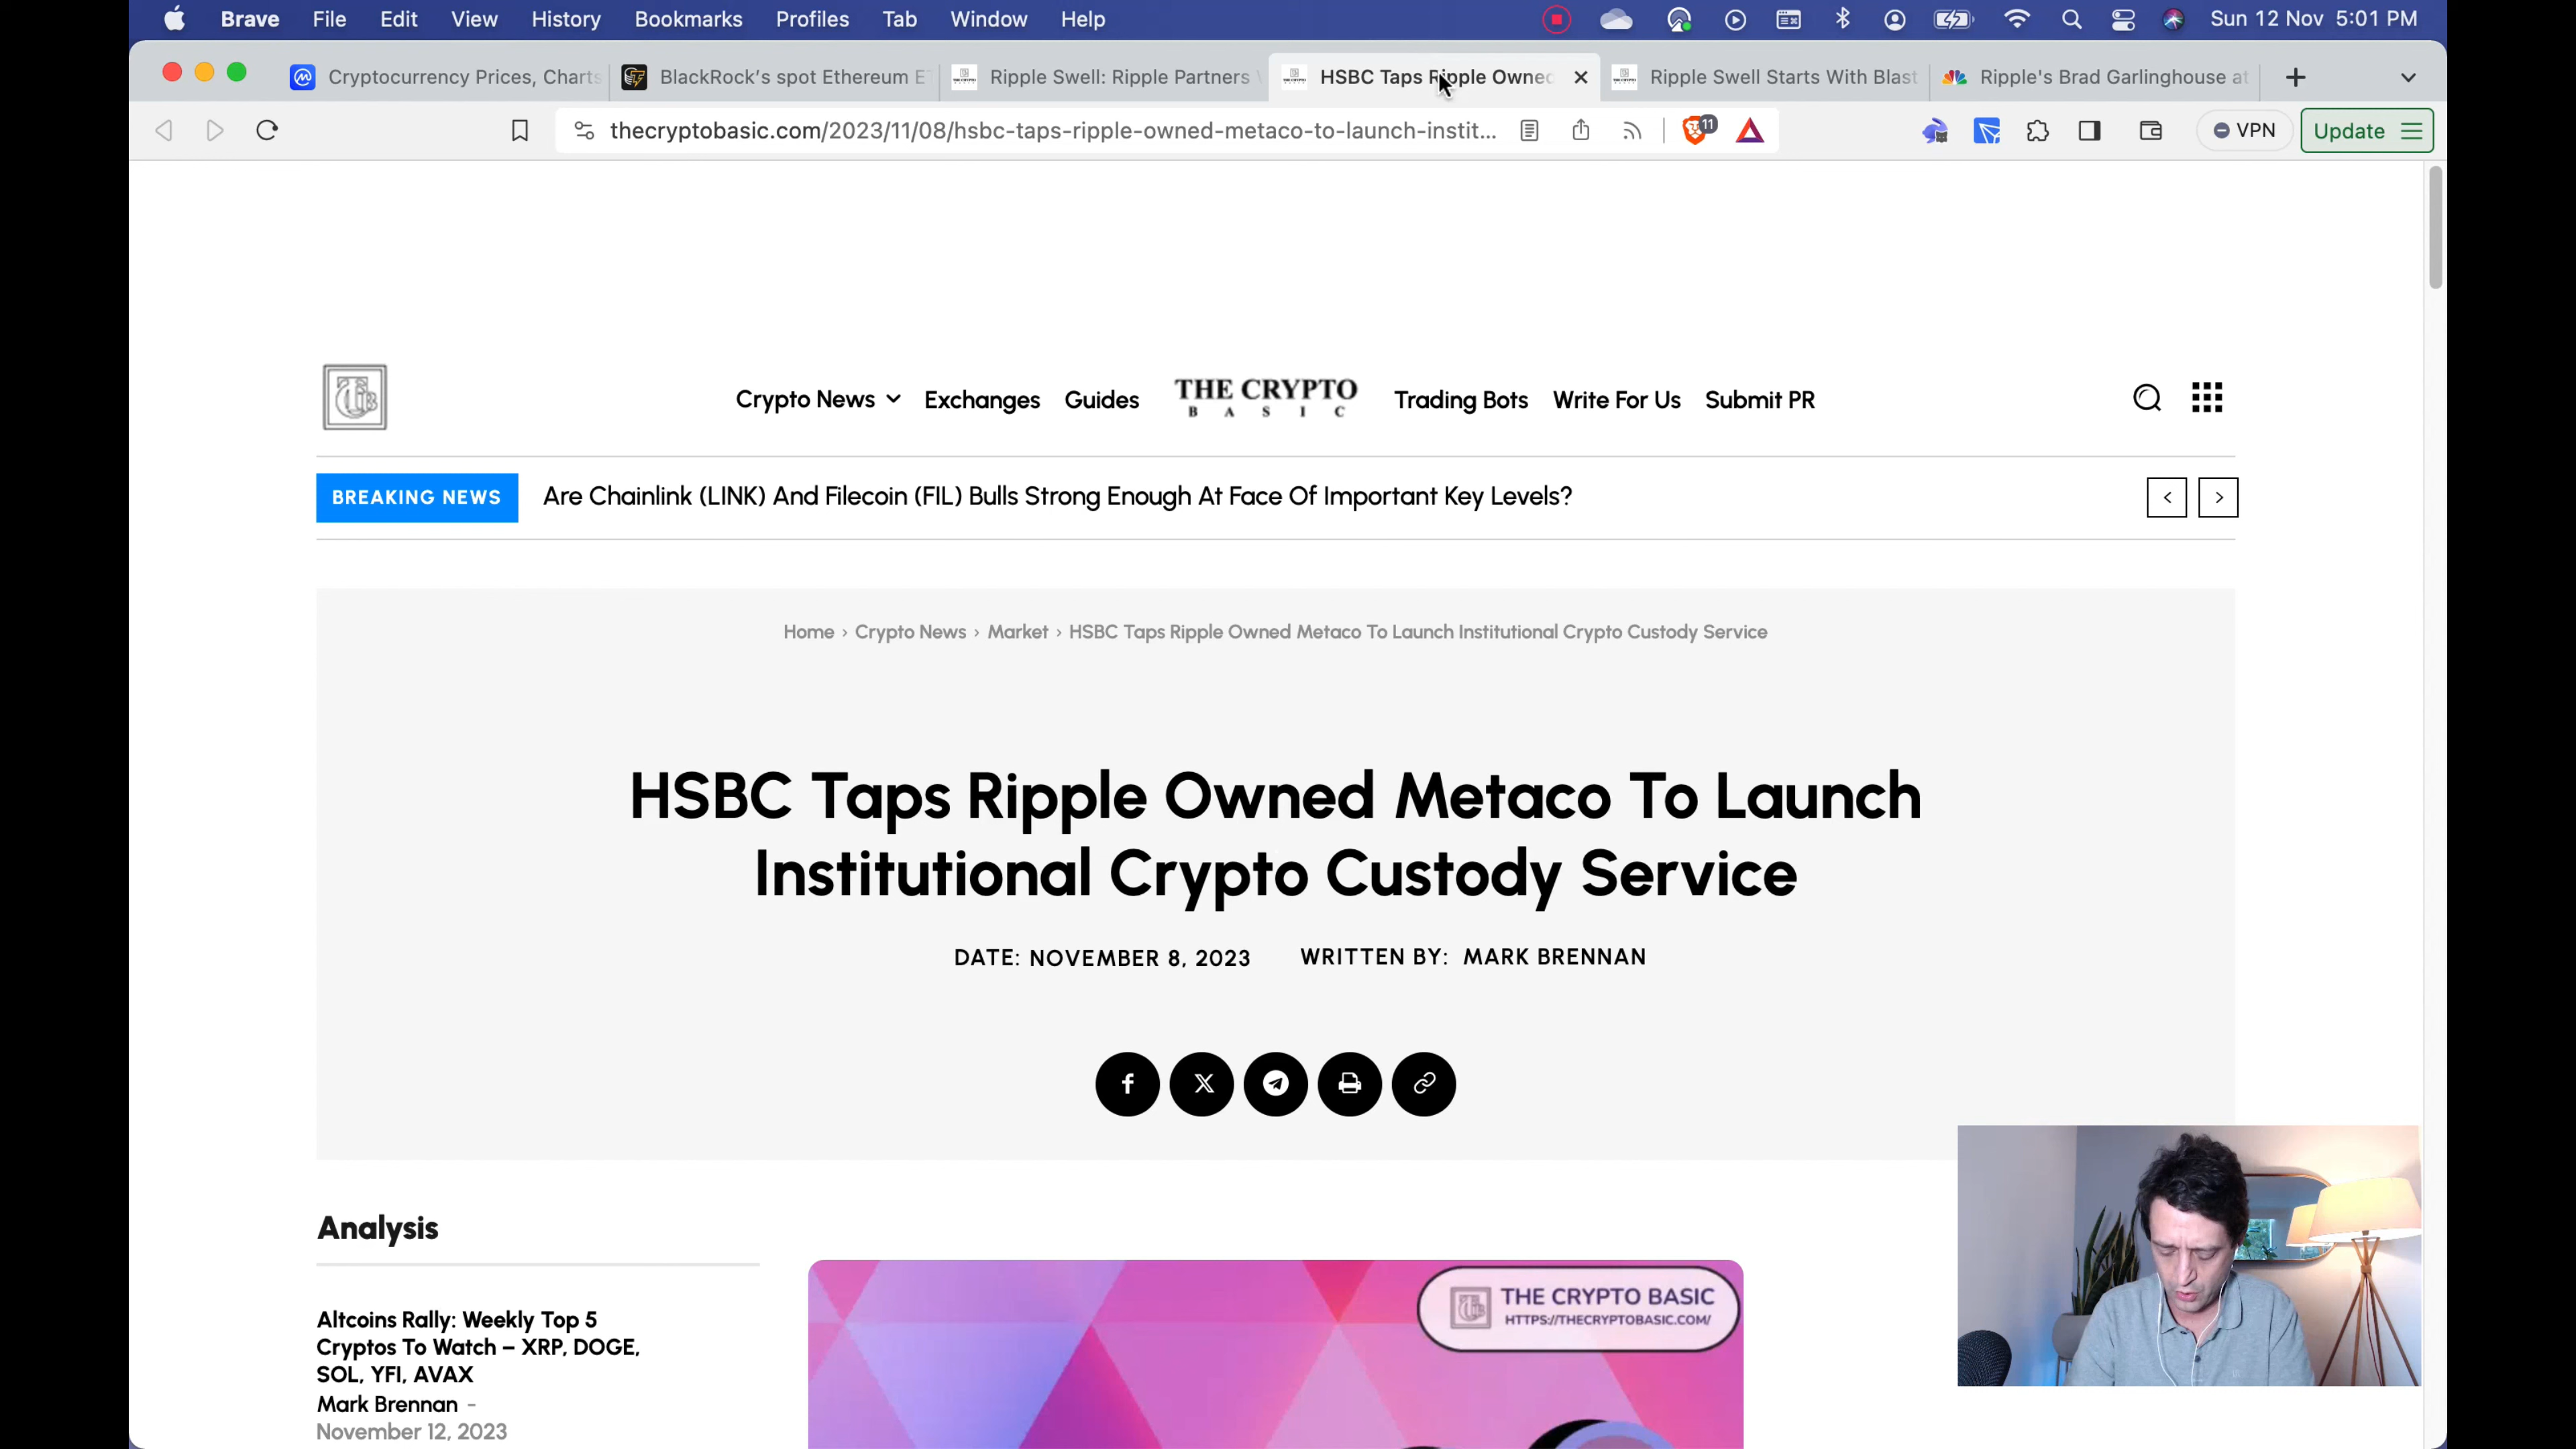 Brave File Edit View History Bookmarks Profiles Tab Window Help Sun 12 Nov 5:01 PM
Cryptocurrency Prices, Charts BlackRock's spot Ethereum E Ripple Swell: Ripple Partners HSBC Taps Ripple Owned Ripple Swell Starts With Blast Ripple's Brad Garlinghouse at
thecryptobasic.com/2023/11/08/hsbc-taps-ripple-owned-metaco-to-launch-instit... 11 VPN Update
Crypto News Exchanges Guides THE CRYPTO BASIC Trading Bots Write For Us Submit PR
BREAKING NEWS Are Chainlink (LINK) And Filecoin (FIL) Bulls Strong Enough At Face Of Important Key Levels?
Home › Crypto News › Market › HSBC Taps Ripple Owned Metaco To Launch Institutional Crypto Custody Service
HSBC Taps Ripple Owned Metaco To Launch
Institutional Crypto Custody Service
DATE: NOVEMBER 8, 2023 WRITTEN BY: MARK BRENNAN
Analysis
Altcoins Rally: Weekly Top 5
Cryptos To Watch – XRP, DOGE,
SOL, YFI, AVAX
Mark Brennan -
November 12, 2023
THE CRYPTO BASIC
HTTPS://THECRYPTOBASIC.COM/